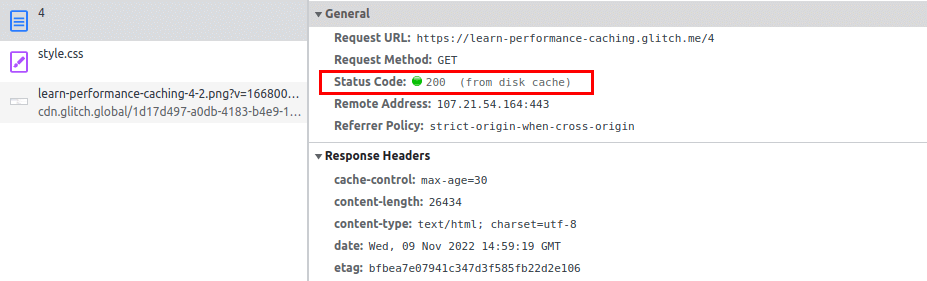 4
style.css
learn-performance-caching-4-2.png?v=166800...
cdn.glitch.global/1d17d497-a0db-4183-b4e9-1...
General
Request URL: https://learn-performance-caching.glitch.me/4
Request Method: GET
Status Code: 200 (from disk cache)
Remote Address: 107.21.54.164:443
Referrer Policy: strict-origin-when-cross-origin
Response Headers
cache-control: max-age=30
content-length: 26434
content-type: text/html; charset=utf-8
date: Wed, 09 Nov 2022 14:59:19 GMT
etag: bfbea7e07941c347d3f585fb22d2e106